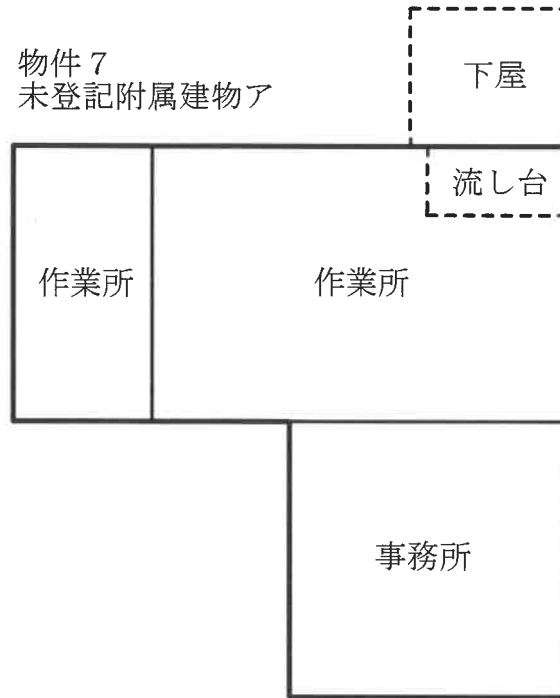 物件７
未登記附属建物ア
下屋
流し台
作業所
作業所
事務所